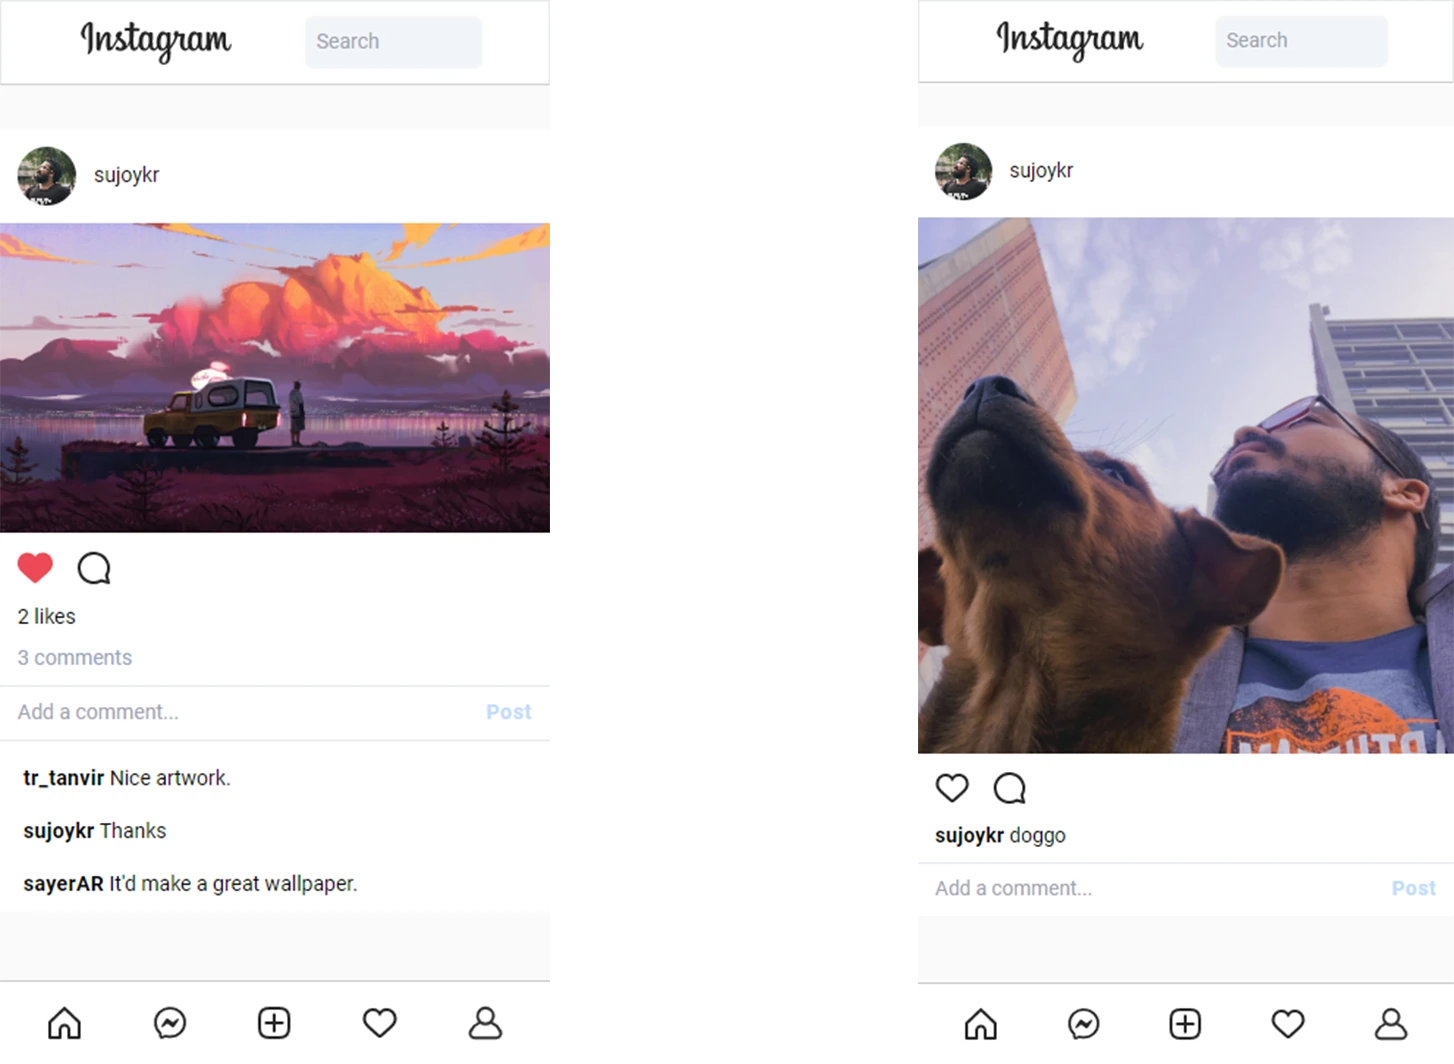 Instagram
Search
sujoykr
2 likes
3 comments
Add a comment...
Post
tr_tanvir Nice artwork.
sujoykr Thanks
sayerAR It'd make a great wallpaper.
Instagram
Search
sujoykr
sujoykr doggo
Add a comment...
Post